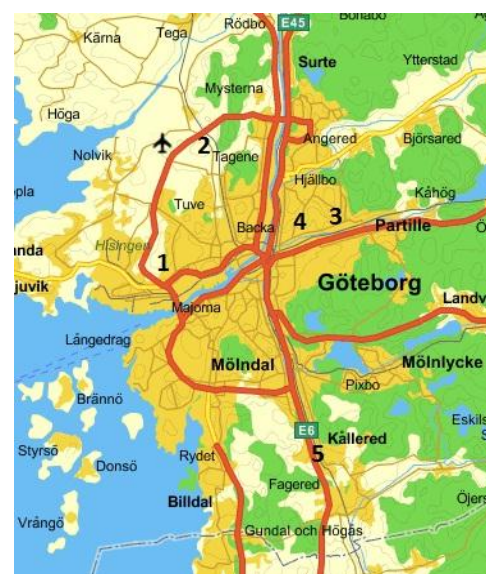 Rödbo
E45
Bohabo
Tega
Kärna
Surte
Ytterstad
Mysterna
Höga
2
Angered
Björsared
Nolvik
Tagene
Hjällbo
Kåhög
Tuve
4
3
Backa
Partille
Hisingen
1
Göteborg
Landv
juvik
Majorna
Långedrag
Mölndal
Mölnlycke
Pixbo
Brännö
Eskils
E6
Kållered
Styrsö
Donsö
Rydet
5
Fagered
Billdal
Öjers
Vrångö
Gundal och Högås